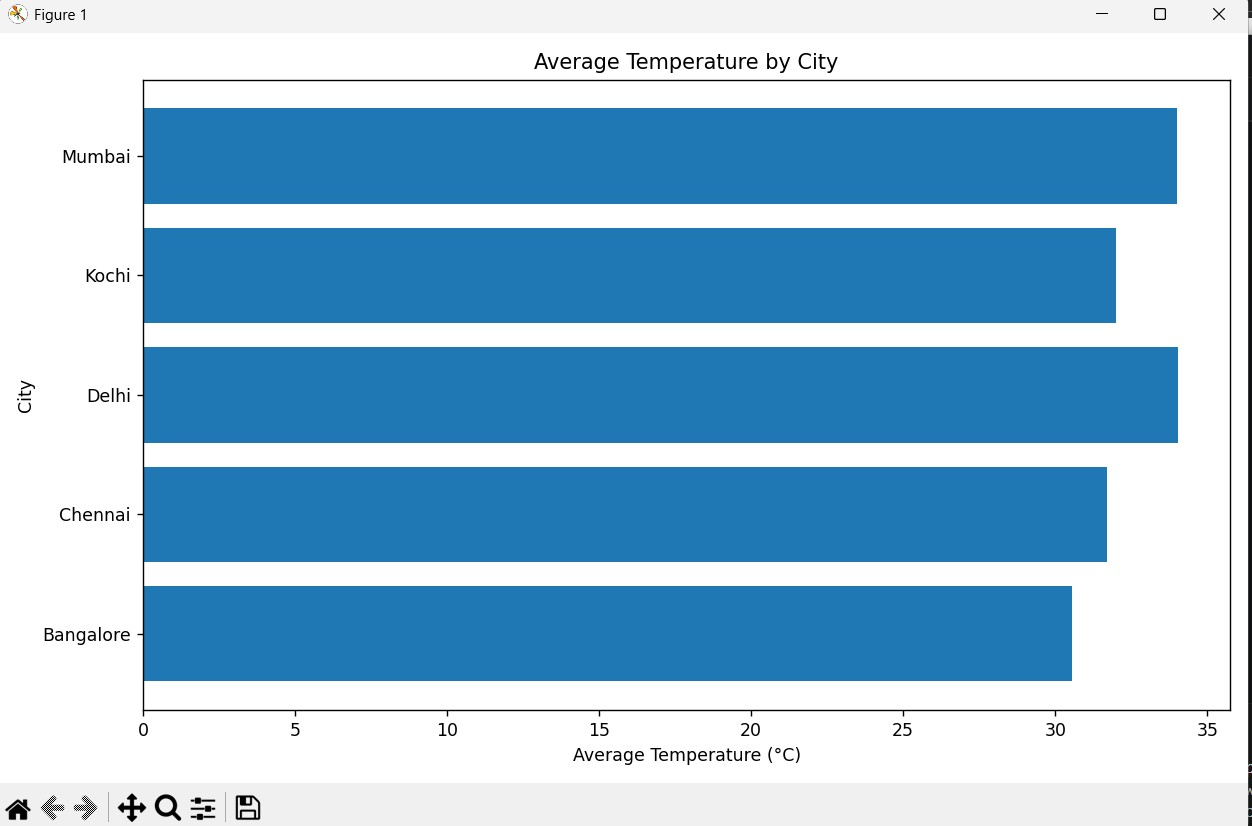 Figure 1
Average Temperature by City
Mumbai
Kochi
Delhi
City
Chennai
Bangalore
0 5 10 15 20 25 30 35
Average Temperature (°C)